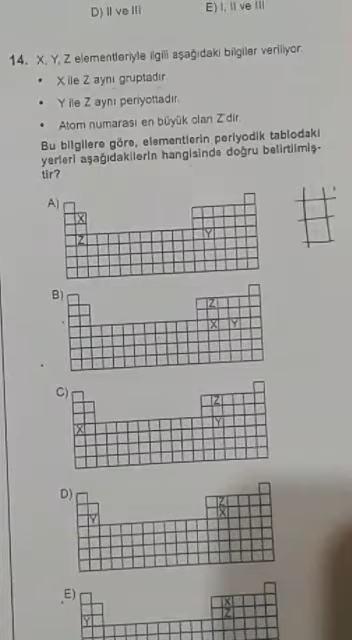 D) II ve III E) I, II ve III
14. X, Y, Z elementleriyle ilgili aşağıdaki bilgiler veriliyor.
• X ile Z aynı gruptadır.
• Y ile Z aynı periyottadır.
• Atom numarası en büyük olan Z'dir.
Bu bilgilere göre, elementlerin periyodik tablodaki
yerleri aşağıdakilerin hangisinde doğru belirtilmiş-
tir?
A)
X
Z Y
B)
Z
X Y
C)
Z
X Y
D)
Z
Y X
E)
X
Y Z